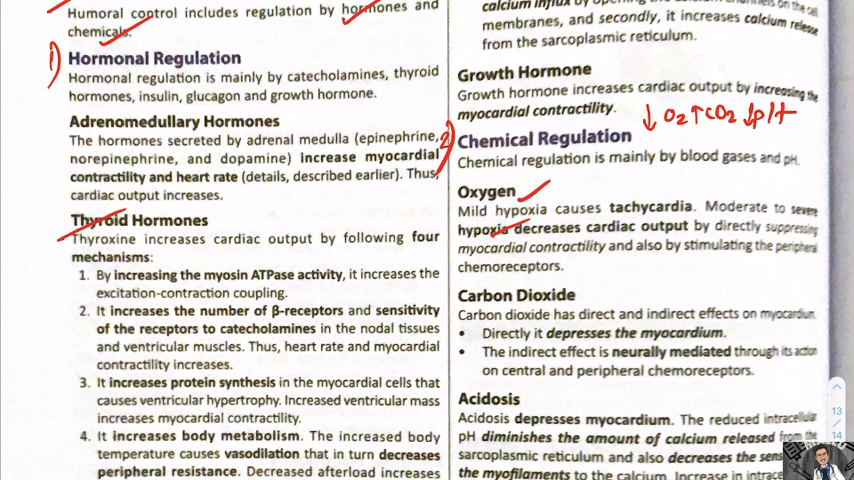 Humoral control includes regulation by hormones and
chemicals.
1)
Hormonal Regulation
Hormonal regulation is mainly by catecholamines, thyroid
hormones, insulin, glucagon and growth hormone.
Adrenomedullary Hormones
The hormones secreted by adrenal medulla (epinephrine,
norepinephrine, and dopamine) increase myocardial
contractility and heart rate (details, described earlier). Thus,
cardiac output increases.
Thyroid Hormones
Thyroxine increases cardiac output by following four
mechanisms:
1. By increasing the myosin ATPase activity, it increases the
excitation-contraction coupling.
2. It increases the number of β-receptors and sensitivity
of the receptors to catecholamines in the nodal tissues
and ventricular muscles. Thus, heart rate and myocardial
contractility increases.
3. It increases protein synthesis in the myocardial cells that
causes ventricular hypertrophy. Increased ventricular mass
increases myocardial contractility.
4. It increases body metabolism. The increased body
temperature causes vasodilation that in turn decreases
peripheral resistance. Decreased afterload increases
calcium influx by opening the calcium channels on the cell
membranes, and secondly, it increases calcium release
from the sarcoplasmic reticulum.
Growth Hormone
Growth hormone increases cardiac output by increasing the
myocardial contractility.
↓ O2 ↑CO2 ↓pH
2)
Chemical Regulation
Chemical regulation is mainly by blood gases and pH.
Oxygen
Mild hypoxia causes tachycardia. Moderate to severe
hypoxia decreases cardiac output by directly suppressing
myocardial contractility and also by stimulating the peripheral
chemoreceptors.
Carbon Dioxide
Carbon dioxide has direct and indirect effects on myocardium.
• Directly it depresses the myocardium.
• The indirect effect is neurally mediated through its action
on central and peripheral chemoreceptors.
Acidosis
Acidosis depresses myocardium. The reduced intracellular
pH diminishes the amount of calcium released from the
sarcoplasmic reticulum and also decreases the sens
the myofilaments to the calcium. Increase in intrace
13
/
14